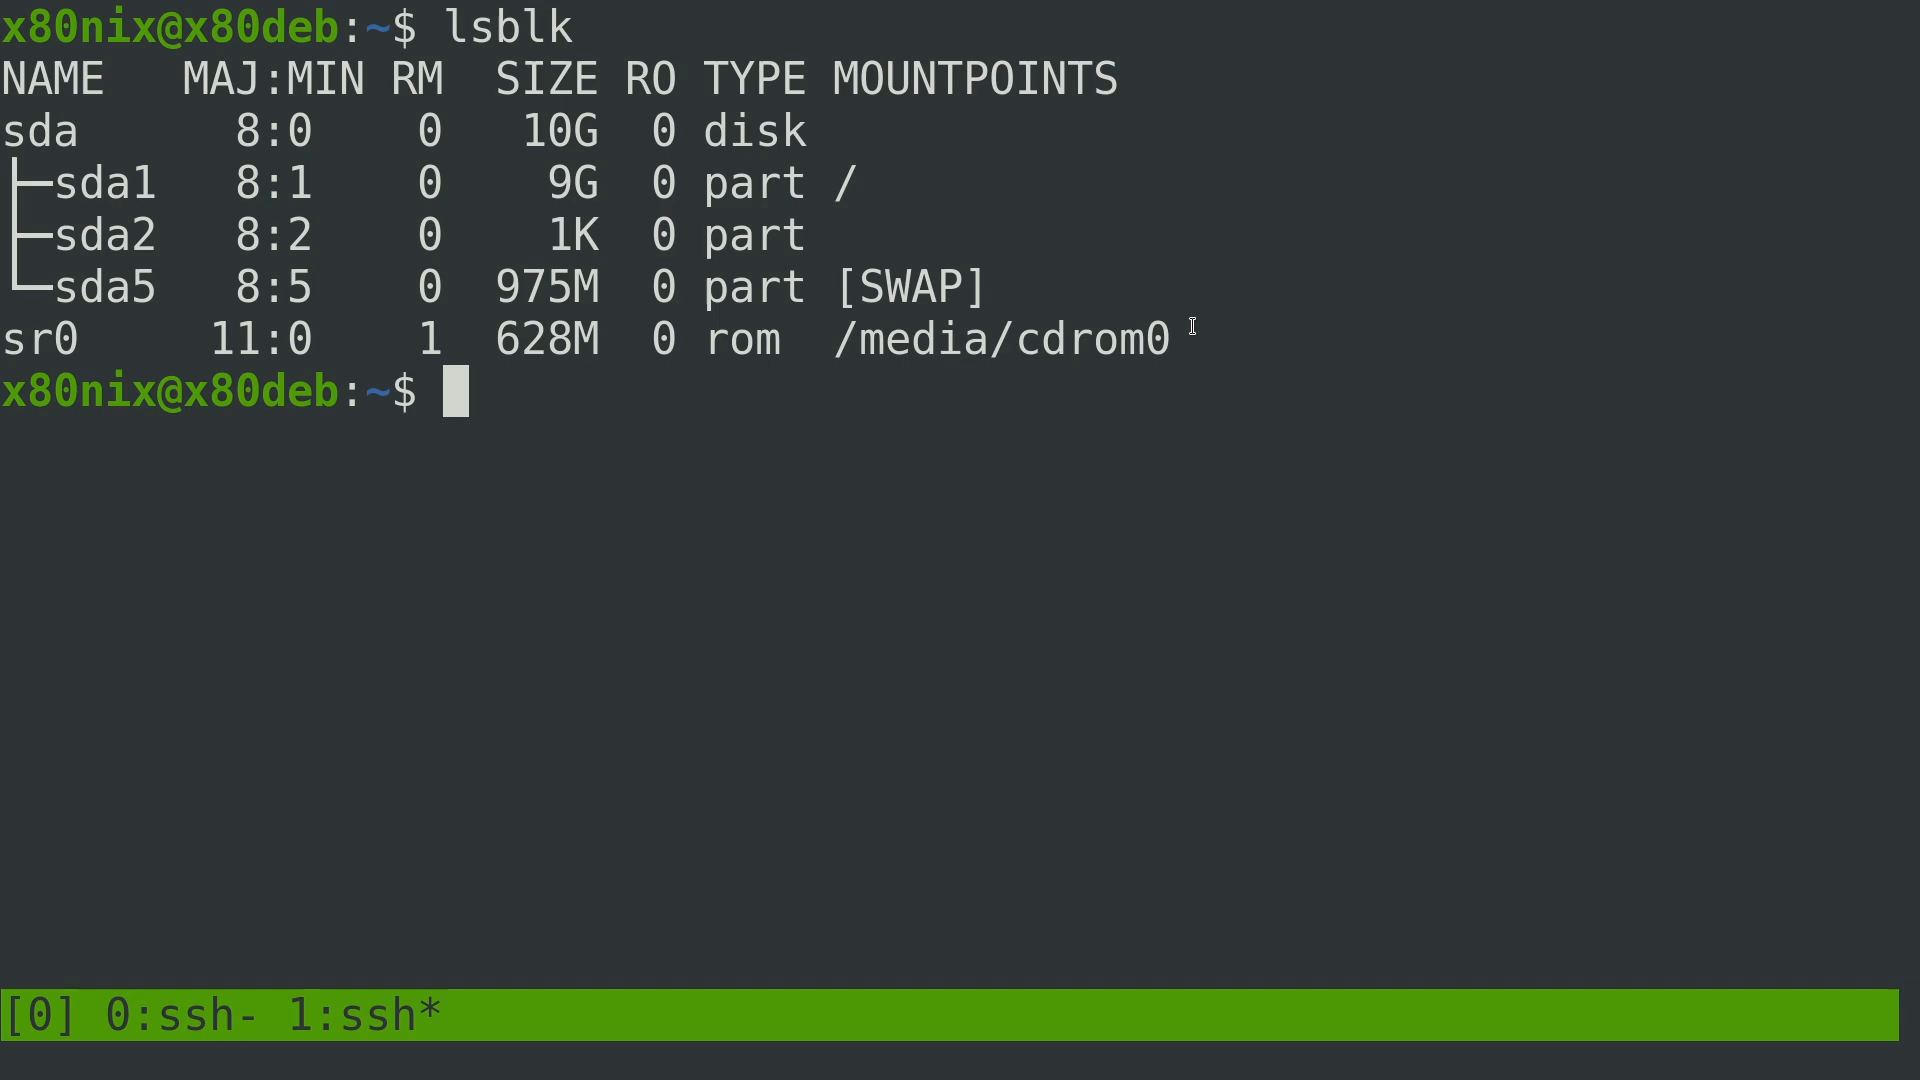 x80nix@x80deb:~$ lsblk
NAME   MAJ:MIN RM  SIZE RO TYPE MOUNTPOINTS
sda      8:0    0   10G  0 disk
├─sda1   8:1    0    9G  0 part /
├─sda2   8:2    0    1K  0 part
└─sda5   8:5    0  975M  0 part [SWAP]
sr0     11:0    1  628M  0 rom  /media/cdrom0
x80nix@x80deb:~$
[0] 0:ssh- 1:ssh*